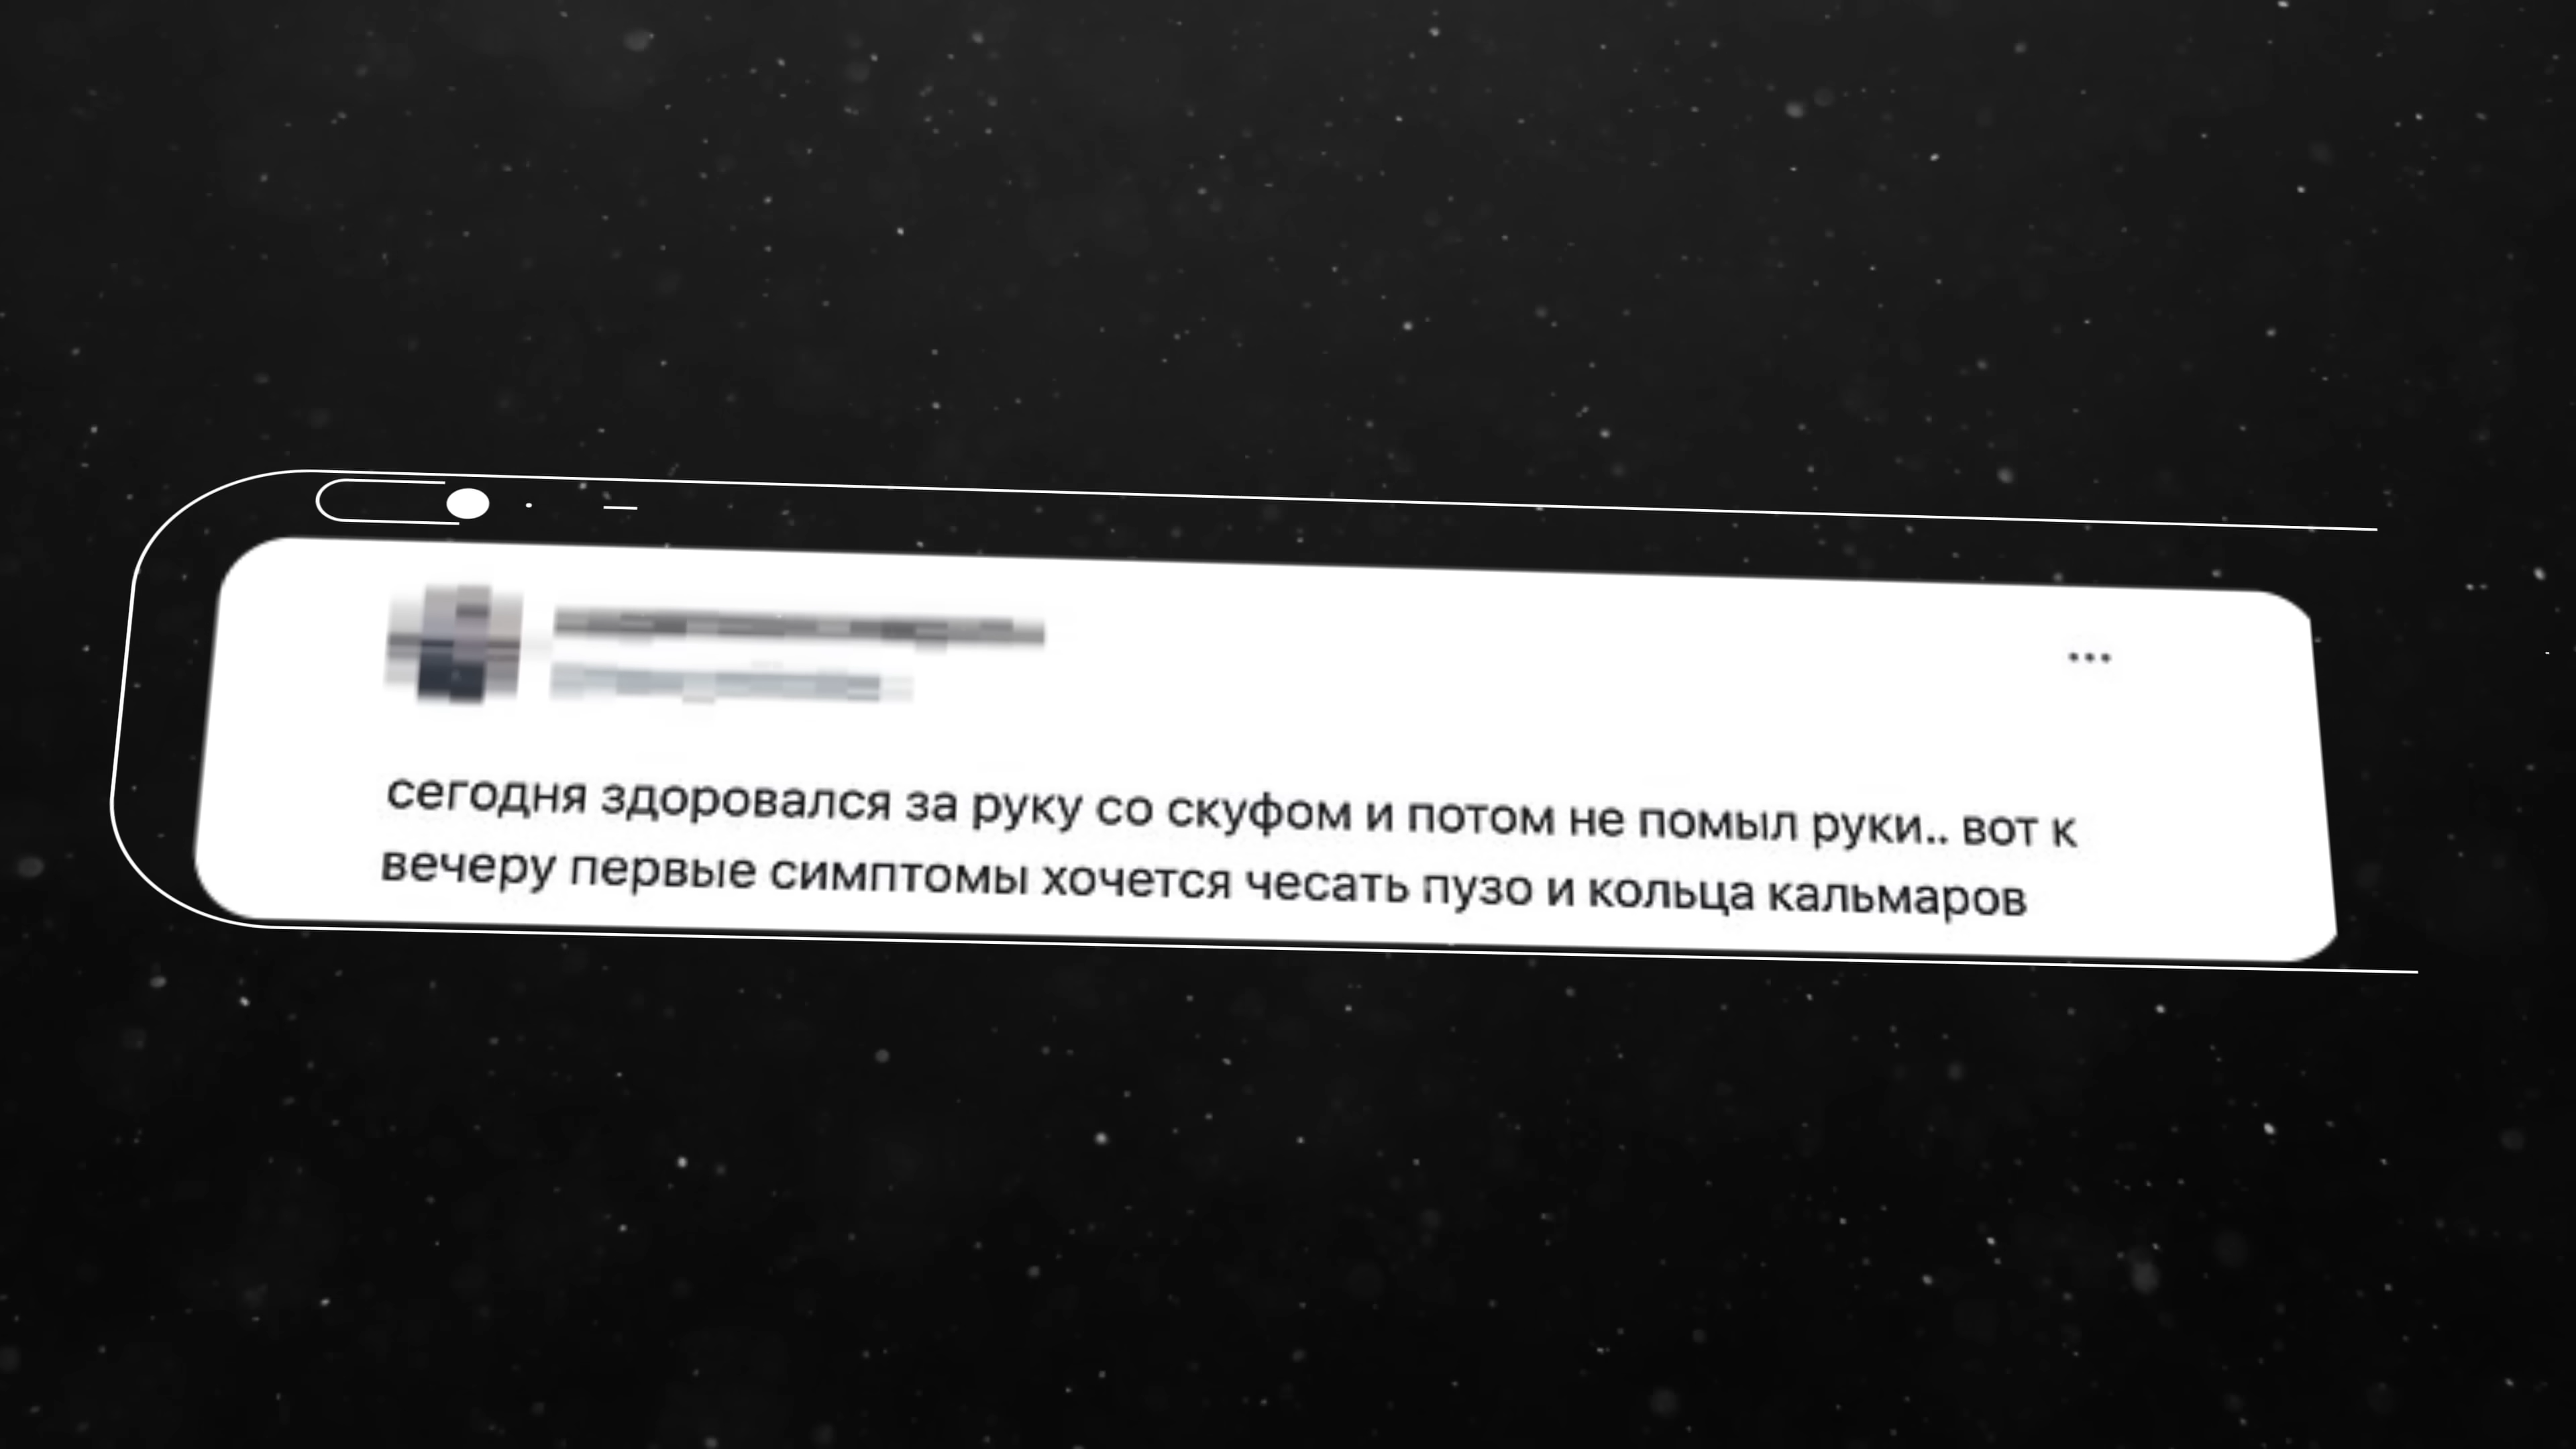 сегодня здоровался за руку со скуфом и потом не помыл руки.. вот к
вечеру первые симптомы хочется чесать пузо и кольца кальмаров